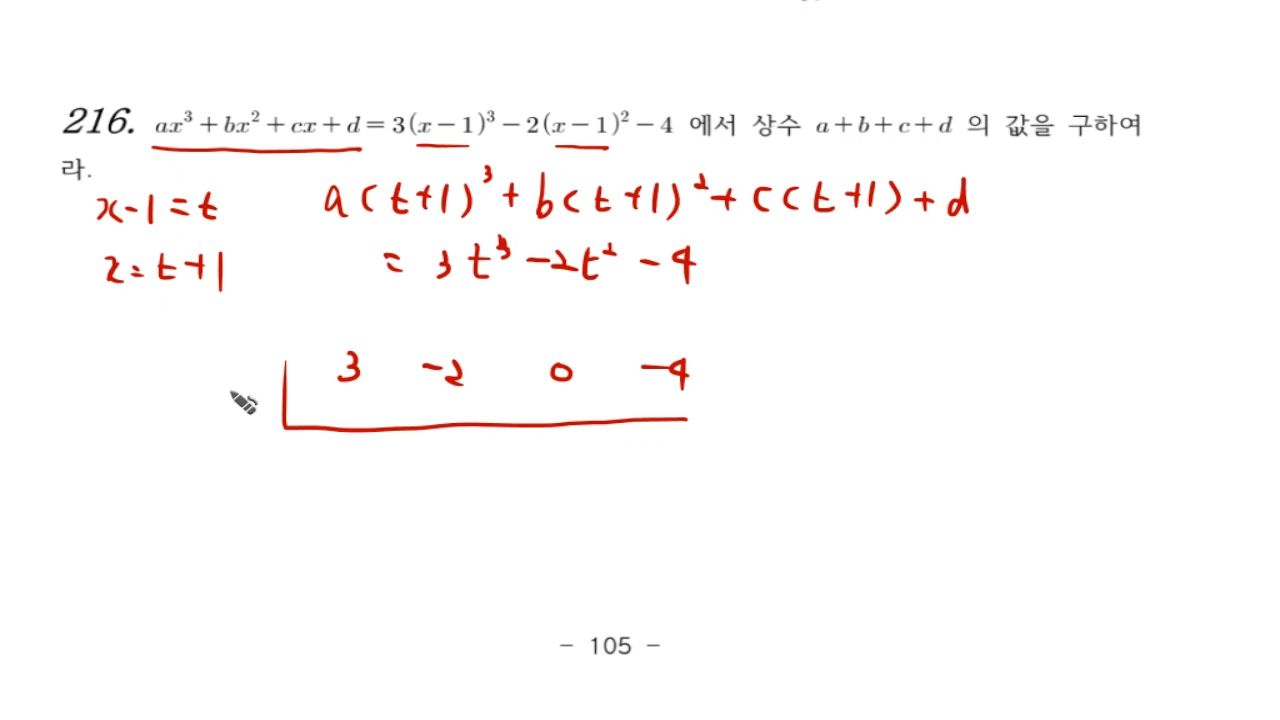 216. ax³+bx²+cx+d=3(x-1)³-2(x-1)²-4 에서 상수 a+b+c+d 의 값을 구하여
라.
x-1=t a(t+1)³+b(t+1)²+c(t+1)+d
x=t+1 = 3t³-2t²-4
3 -2 0 -4
- 105 -